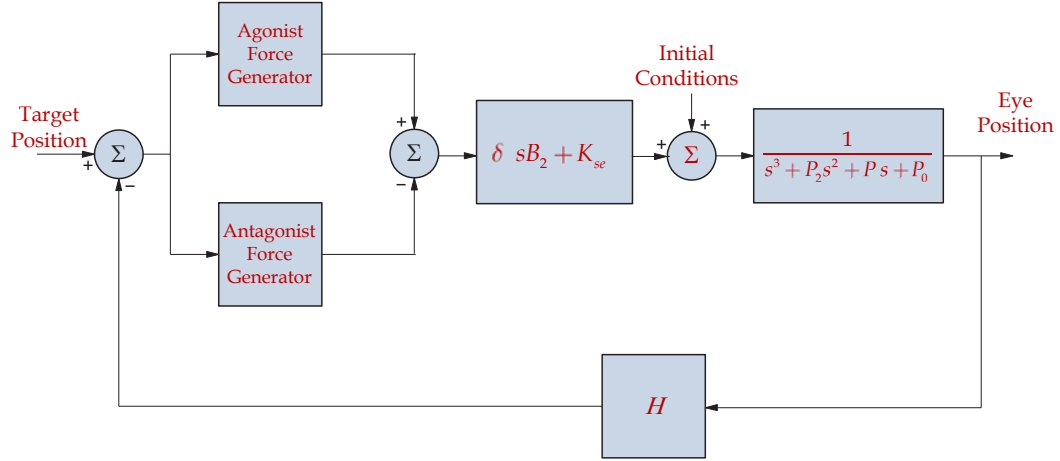 Agonist
Force
Generator
Initial
Conditions
Target
Position
Eye
Position
+
Σ
−
+
Σ
−
δ sB₂ + Kₛₑ
+
+
Σ
1
s³ + P₂s² + P s + P₀
Antagonist
Force
Generator
H